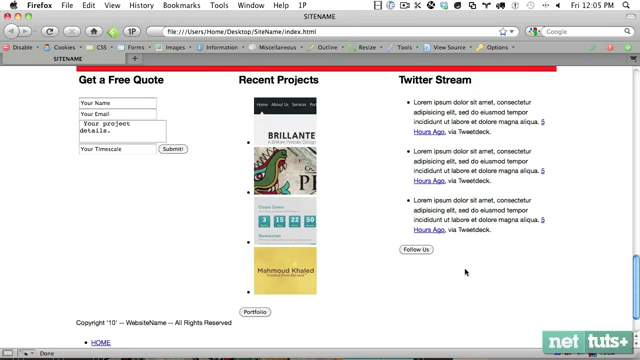 Firefox File Edit View History Bookmarks Tools Window Help 1P
Fri 12:05 PM
SITENAME
file:///Users/Home/Desktop/SiteName/index.html
Disable Cookies CSS Forms Images Information Miscellaneous Outline Resize Tools View Source Options
SITENAME
Get a Free Quote
Your Name
Your Email
Your project
details.
Your Timescale
Submit!
Recent Projects
Home About Us Services
BRILLANTE
Mahmoud Khaled
Portfolio
Twitter Stream
Lorem ipsum dolor sit amet, consectetur
adipisicing elit, sed do eiusmod tempor
incididunt ut labore et dolore magna aliqua. 5
Hours Ago, via Tweetdeck.
Lorem ipsum dolor sit amet, consectetur
adipisicing elit, sed do eiusmod tempor
incididunt ut labore et dolore magna aliqua. 5
Hours Ago, via Tweetdeck.
Lorem ipsum dolor sit amet, consectetur
adipisicing elit, sed do eiusmod tempor
incididunt ut labore et dolore magna aliqua. 5
Hours Ago, via Tweetdeck.
Follow Us
Copyright '10' -- WebsiteName -- All Rights Reserved
HOME
Done
net tuts+